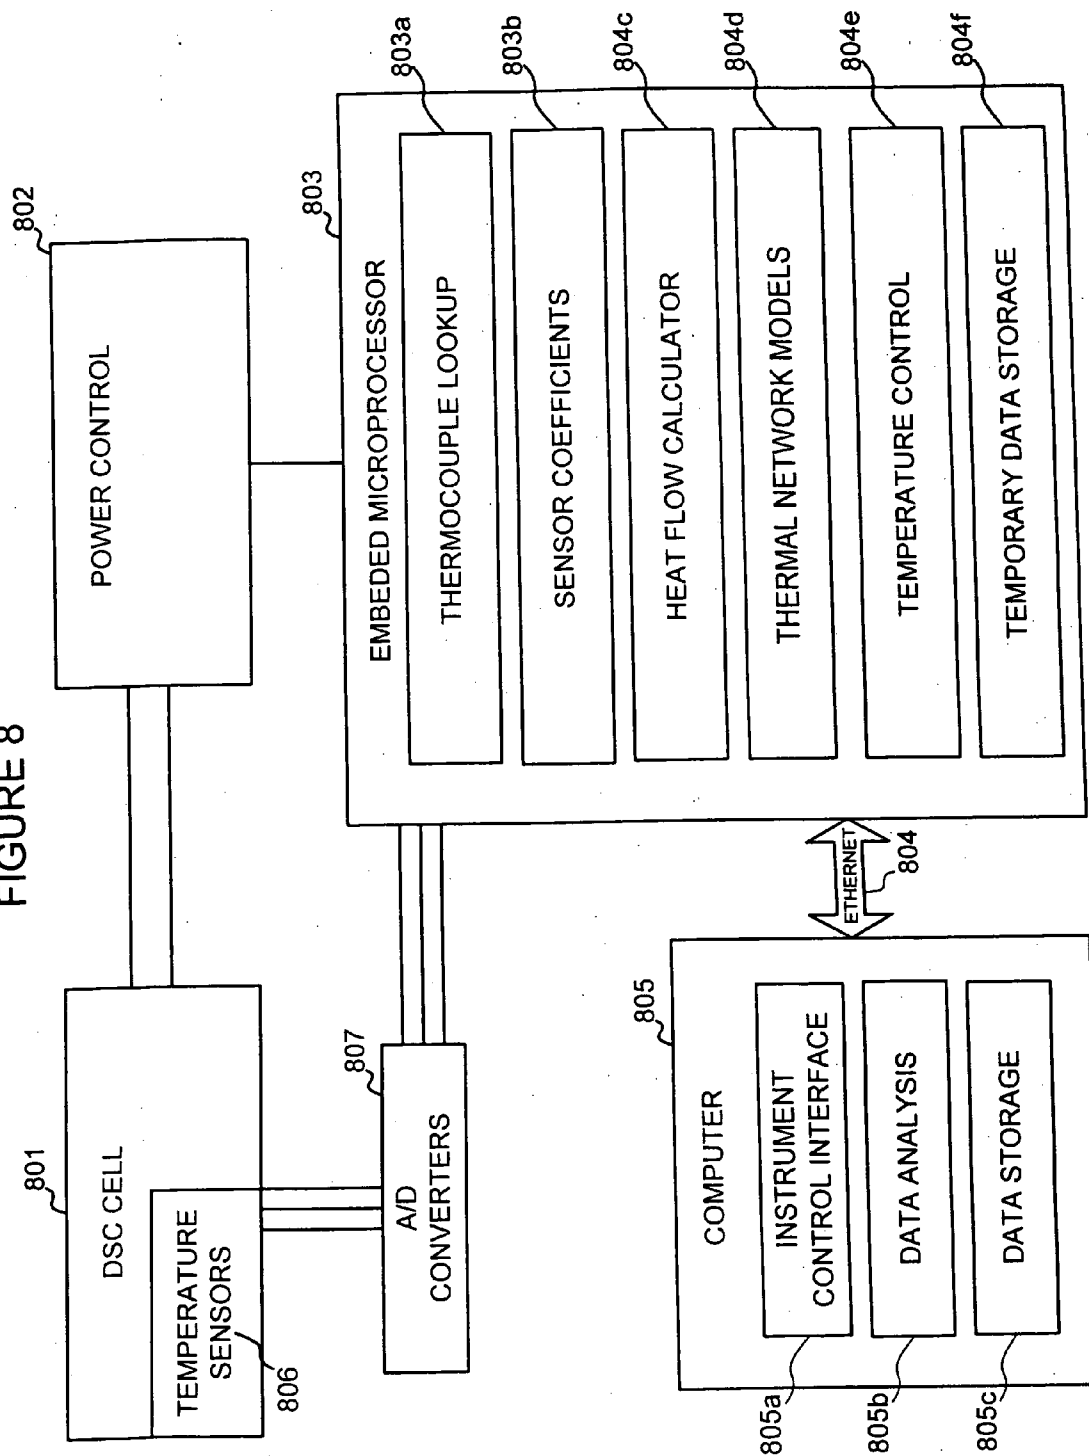 FIGURE 8
801
DSC CELL
TEMPERATURE
SENSORS
806
802
POWER CONTROL
807
A/D
CONVERTERS
803
EMBEDED MICROPROCESSOR
THERMOCOUPLE LOOKUP
803a
SENSOR COEFFICIENTS
803b
HEAT FLOW CALCULATOR
804c
THERMAL NETWORK MODELS
804d
TEMPERATURE CONTROL
804e
TEMPORARY DATA STORAGE
804f
ETHERNET
804
805
COMPUTER
INSTRUMENT
CONTROL INTERFACE
805a
DATA ANALYSIS
805b
DATA STORAGE
805c